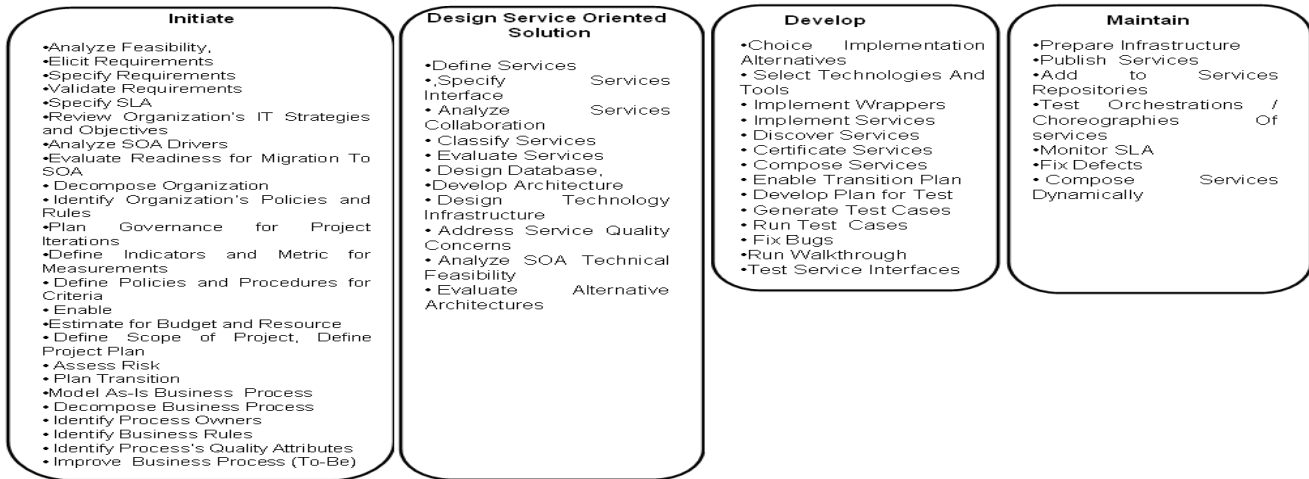 Initiate
•Analyze Feasibility,
•Elicit Requirements
•Specify Requirements
•Validate Requirements
•Specify SLA
•Review Organization's IT Strategies
and Objectives
•Analyze SOA Drivers
•Evaluate Readiness for Migration To
SOA
• Decompose Organization
• Identify Organization's Policies and
Rules
•Plan Governance for Project
Iterations
•Define Indicators and Metric for
Measurements
• Define Policies and Procedures for
Criteria
• Enable
•Estimate for Budget and Resource
• Define Scope of Project, Define
Project Plan
• Assess Risk
• Plan Transition
•Model As-Is Business Process
• Decompose Business Process
• Identify Process Owners
• Identify Business Rules
• Identify Process's Quality Attributes
• Improve Business Process (To-Be)
Design Service Oriented
Solution
•Define Services
• ,Specify Services
Interface
• Analyze Services
Collaboration
• Classify Services
• Evaluate Services
• Design Database,
•Develop Architecture
• Design Technology
Infrastructure
• Address Service Quality
Concerns
• Analyze SOA Technical
Feasibility
• Evaluate Alternative
Architectures
Develop
•Choice Implementation
Alternatives
• Select Technologies And
Tools
• Implement Wrappers
• Implement Services
• Discover Services
• Certificate Services
• Compose Services
• Enable Transition Plan
• Develop Plan for Test
• Generate Test Cases
• Run Test Cases
• Fix Bugs
•Run Walkthrough
•Test Service Interfaces
Maintain
•Prepare Infrastructure
•Publish Services
•Add to Services
Repositories
•Test Orchestrations /
Choreographies Of
services
•Monitor SLA
•Fix Defects
• Compose Services
Dynamically